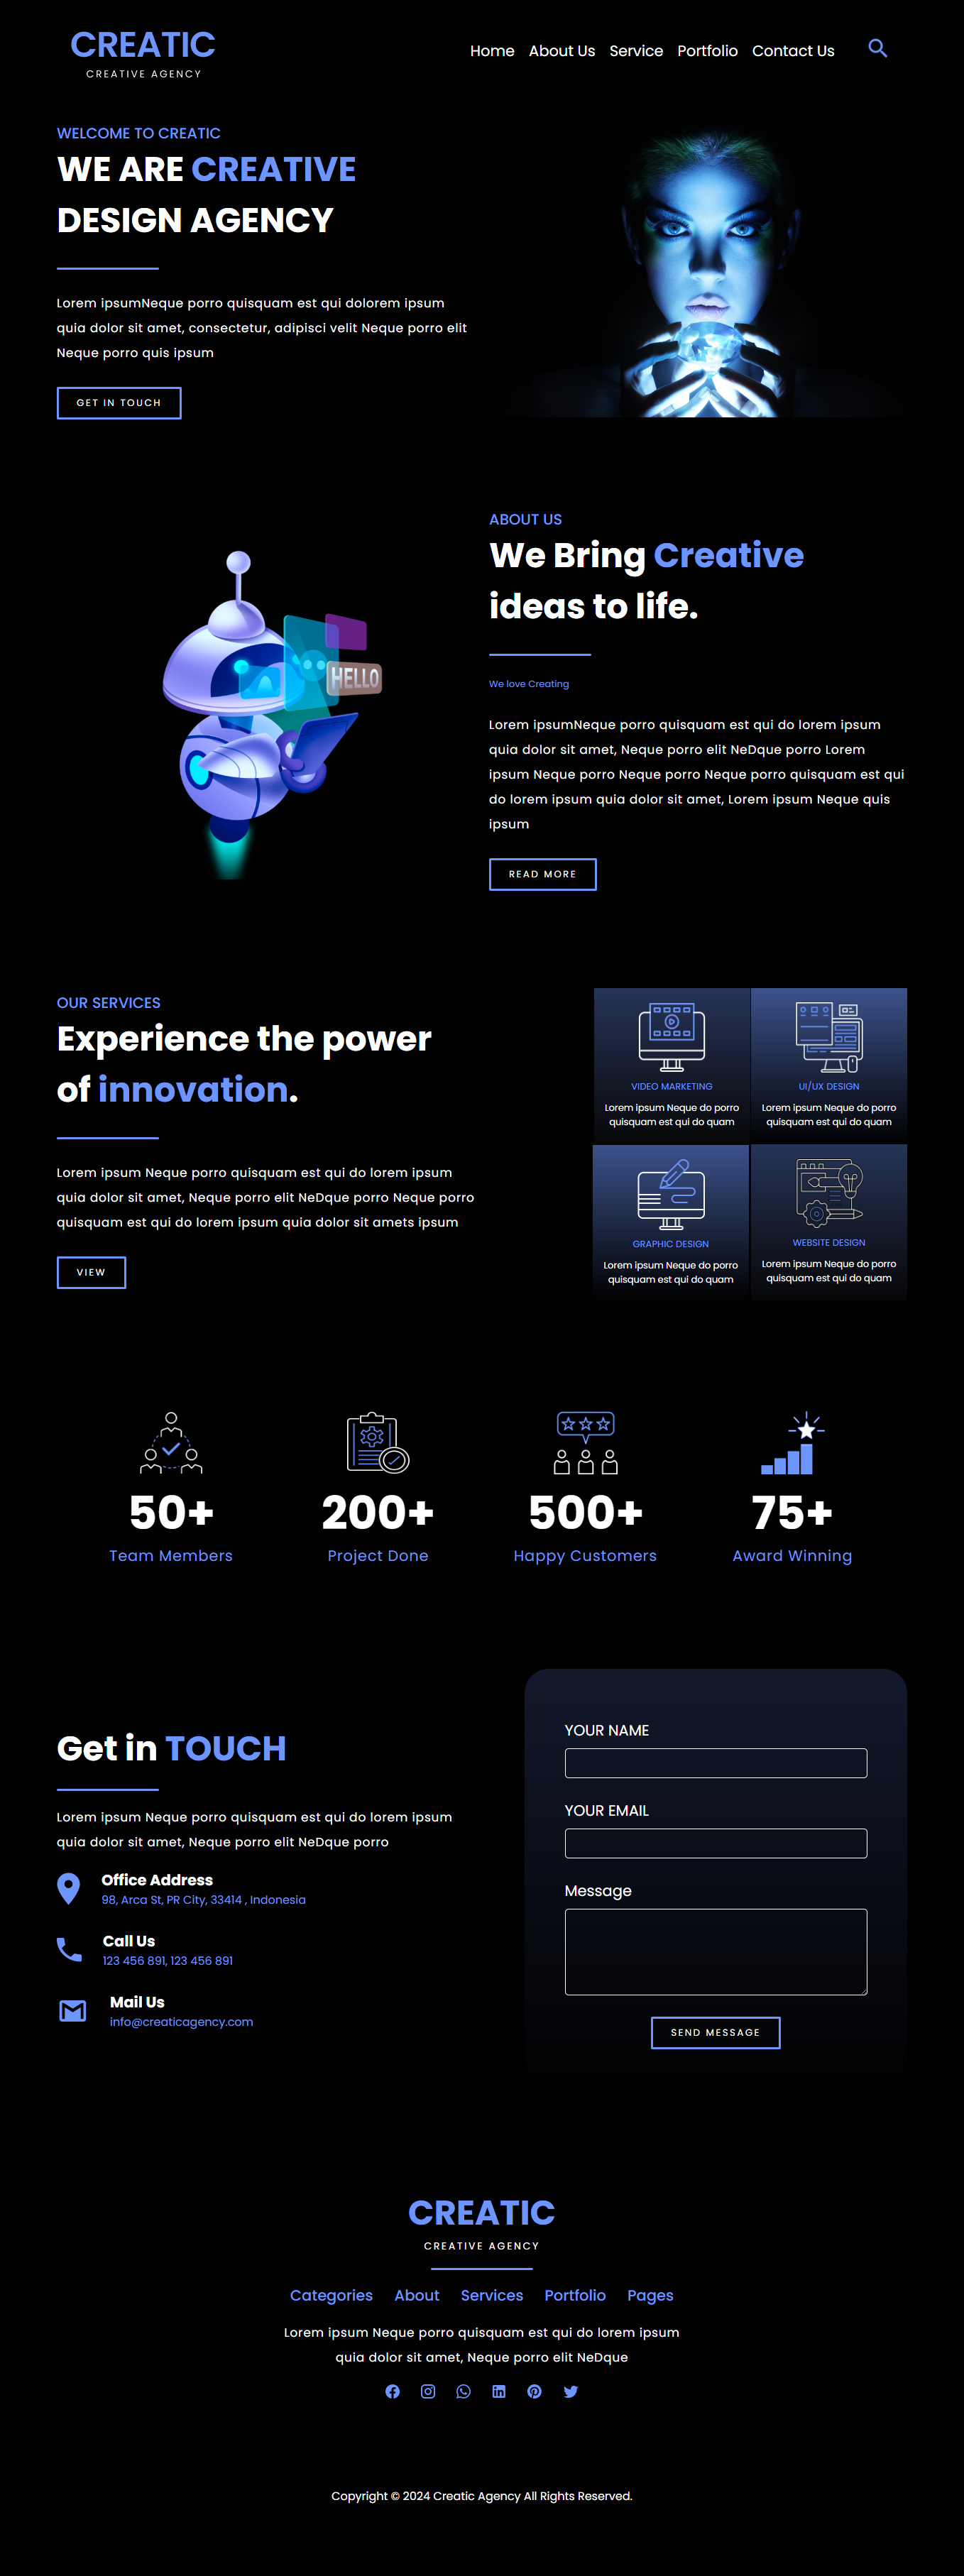 CREATIC
CREATIVE AGENCY
Home About Us Service Portfolio Contact Us
WELCOME TO CREATIC
WE ARE CREATIVE
DESIGN AGENCY
Lorem ipsumNeque porro quisquam est qui dolorem ipsum
quia dolor sit amet, consectetur, adipisci velit Neque porro elit
Neque porro quis ipsum
GET IN TOUCH
HELLO
ABOUT US
We Bring Creative
ideas to life.
We love Creating
Lorem ipsumNeque porro quisquam est qui do lorem ipsum
quia dolor sit amet, Neque porro elit NeDque porro Lorem
ipsum Neque porro Neque porro Neque porro quisquam est qui
do lorem ipsum quia dolor sit amet, Lorem ipsum Neque quis
ipsum
READ MORE
OUR SERVICES
Experience the power
of innovation.
Lorem ipsum Neque porro quisquam est qui do lorem ipsum
quia dolor sit amet, Neque porro elit NeDque porro Neque porro
quisquam est qui do lorem ipsum quia dolor sit amets ipsum
VIEW
VIDEO MARKETING
Lorem ipsum Neque do porro
quisquam est qui do quam
UI/UX DESIGN
Lorem ipsum Neque do porro
quisquam est qui do quam
GRAPHIC DESIGN
Lorem ipsum Neque do porro
quisquam est qui do quam
WEBSITE DESIGN
Lorem ipsum Neque do porro
quisquam est qui do quam
50+
Team Members
200+
Project Done
500+
Happy Customers
75+
Award Winning
Get in TOUCH
Lorem ipsum Neque porro quisquam est qui do lorem ipsum
quia dolor sit amet, Neque porro elit NeDque porro
Office Address
98, Arca St, PR City, 33414 , Indonesia
Call Us
123 456 891, 123 456 891
Mail Us
info@creaticagency.com
YOUR NAME
YOUR EMAIL
Message
SEND MESSAGE
CREATIC
CREATIVE AGENCY
Categories About Services Portfolio Pages
Lorem ipsum Neque porro quisquam est qui do lorem ipsum
quia dolor sit amet, Neque porro elit NeDque
Copyright © 2024 Creatic Agency All Rights Reserved.